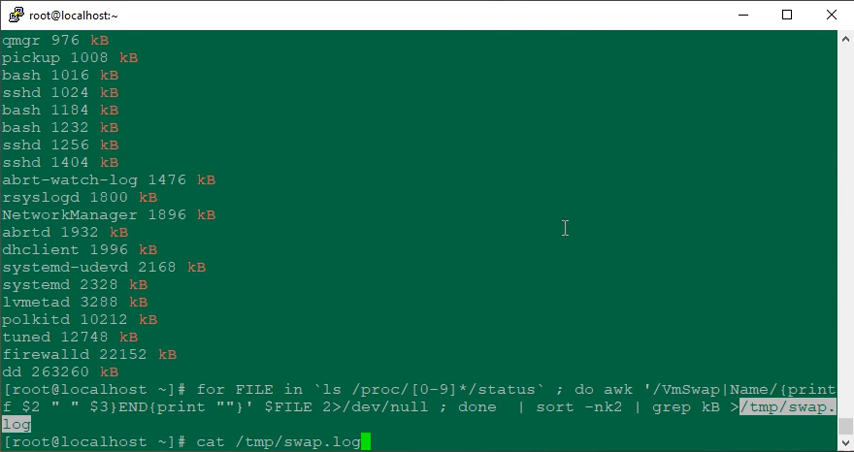 root@localhost:~
qmgr 976 kB
pickup 1008 kB
bash 1016 kB
sshd 1024 kB
bash 1184 kB
bash 1232 kB
sshd 1256 kB
sshd 1404 kB
abrt-watch-log 1476 kB
rsyslogd 1800 kB
NetworkManager 1896 kB
abrtd 1932 kB
dhclient 1996 kB
systemd-udevd 2168 kB
systemd 2328 kB
lvmetad 3288 kB
polkitd 10212 kB
tuned 12748 kB
firewalld 22152 kB
dd 263260 kB
[root@localhost ~]# for FILE in `ls /proc/[0-9]*/status` ; do awk '/VmSwap|Name/{print
f $2 " " $3}END{print ""}' $FILE 2>/dev/null ; done  | sort -nk2 | grep kB >/tmp/swap.
log
[root@localhost ~]# cat /tmp/swap.log